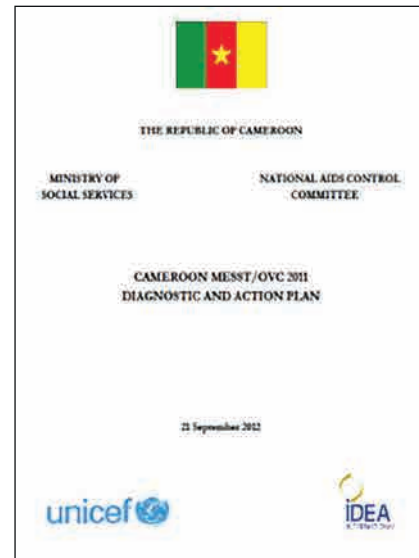 THE REPUBLIC OF CAMEROON
MINISTRY OF
SOCIAL SERVICES
NATIONAL AIDS CONTROL
COMMITTEE
CAMEROON MESST/OVC 2011
DIAGNOSTIC AND ACTION PLAN
21 September 2012
unicef
iDEA
INTERNATIONAL